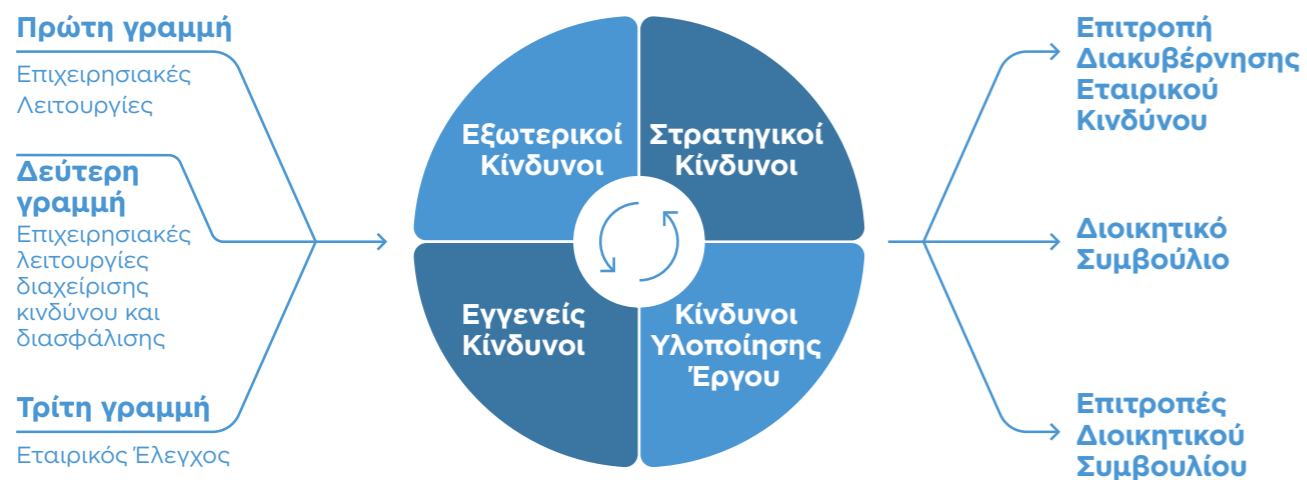 Πρώτη γραμμή
Επιχειρησιακές
Λειτουργίες
Δεύτερη
γραμμή
Επιχειρησιακές
λειτουργίες
διαχείρισης
κινδύνου και
διασφάλισης
Τρίτη γραμμή
Εταιρικός Έλεγχος
Εξωτερικοί
Κίνδυνοι
Στρατηγικοί
Κίνδυνοι
Εγγενείς
Κίνδυνοι
Κίνδυνοι
Υλοποίησης
Έργου
Επιτροπή
Διακυβέρνησης
Εταιρικού
Κινδύνου
Διοικητικό
Συμβούλιο
Επιτροπές
Διοικητικού
Συμβουλίου